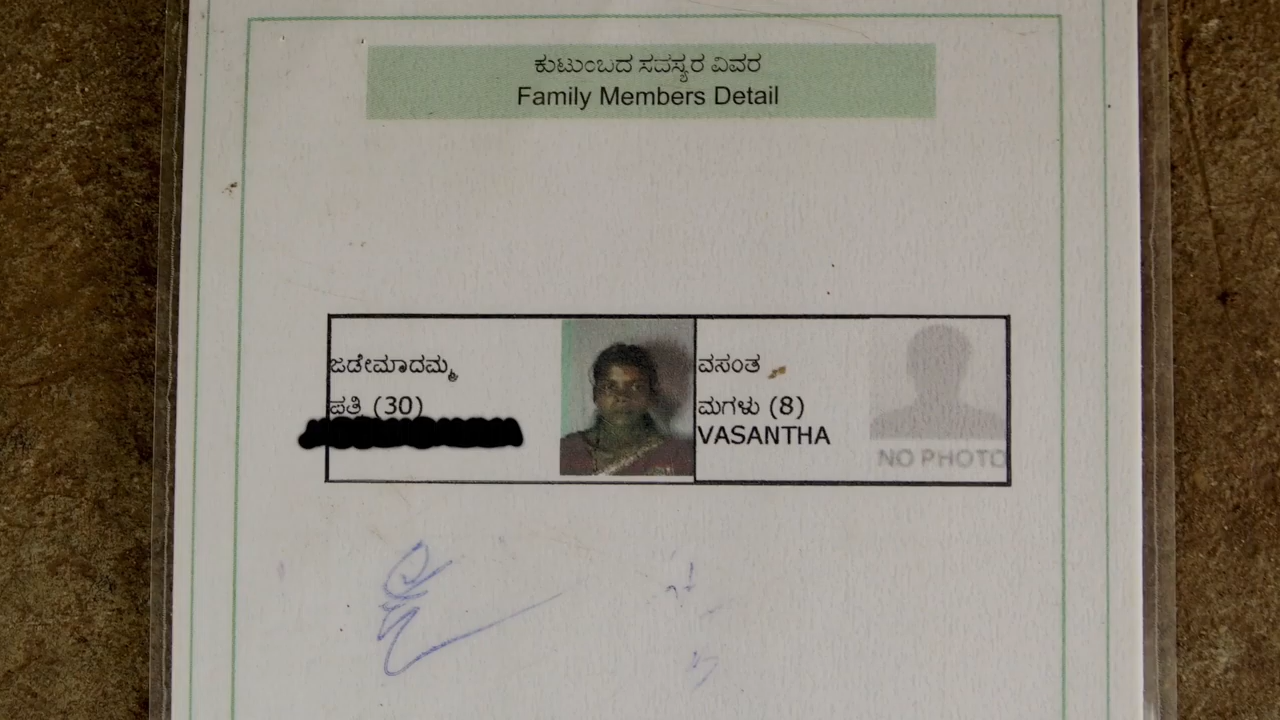 ಕುಟುಂಬದ ಸದಸ್ಯರ ವಿವರ
Family Members Detail
ಜಡೇಮಾದಮ್ಮ
ಪತಿ (30)
ವಸಂತ
ಮಗಳು (8)
VASANTHA
NO PHOTO